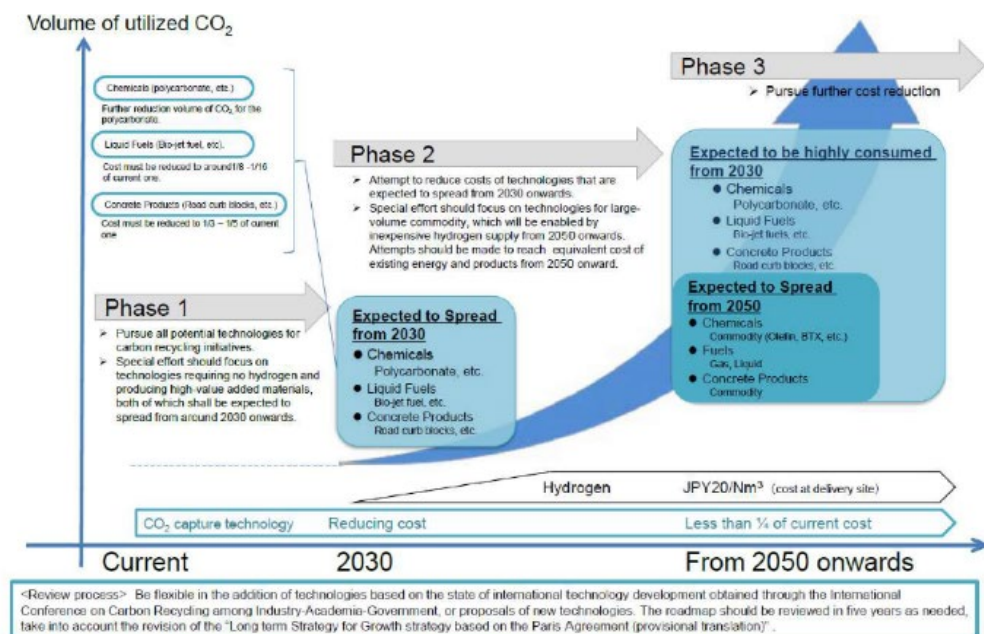 Volume of utilized CO₂
Chemicals (polycarbonate, etc.)
Further reduction volume of CO₂ for the
polycarbonate.
Liquid Fuels (Bio-jet fuel, etc).
Cost must be reduced to around1/8 -1/16
of current one.
Concrete Products (Road curb blocks, etc.)
Cost must be reduced to 1/3 – 1/5 of current
one
Phase 1
➢ Pursue all potential technologies for
carbon recycling initiatives.
➢ Special effort should focus on
technologies requiring no hydrogen and
producing high-value added materials,
both of which shall be expected to
spread from around 2030 onwards.
Phase 2
➢ Attempt to reduce costs of technologies that are
expected to spread from 2030 onwards.
➢ Special effort should focus on technologies for large-
volume commodity, which will be enabled by
inexpensive hydrogen supply from 2050 onwards.
Attempts should be made to reach equivalent cost of
existing energy and products from 2050 onward.
Expected to Spread
from 2030
● Chemicals
Polycarbonate, etc.
● Liquid Fuels
Bio-jet fuel, etc.
● Concrete Products
Road curb blocks, etc.
Phase 3
➢ Pursue further cost reduction
Expected to be highly consumed
from 2030
● Chemicals
Polycarbonate, etc.
● Liquid Fuels
Bio-jet fuels, etc.
● Concrete Products
Road curb blocks, etc
Expected to Spread
from 2050
● Chemicals
Commodity (Olefin, BTX, etc.)
● Fuels
Gas, Liquid
● Concrete Products
Commodity
Hydrogen JPY20/Nm³ (cost at delivery site)
CO₂ capture technology Reducing cost Less than ¼ of current cost
Current 2030 From 2050 onwards
<Review process> Be flexible in the addition of technologies based on the state of international technology development obtained through the International
Conference on Carbon Recycling among Industry-Academia-Government, or proposals of new technologies. The roadmap should be reviewed in five years as needed,
take into account the revision of the "Long term Strategy for Growth strategy based on the Paris Agreement (provisional translation)" .